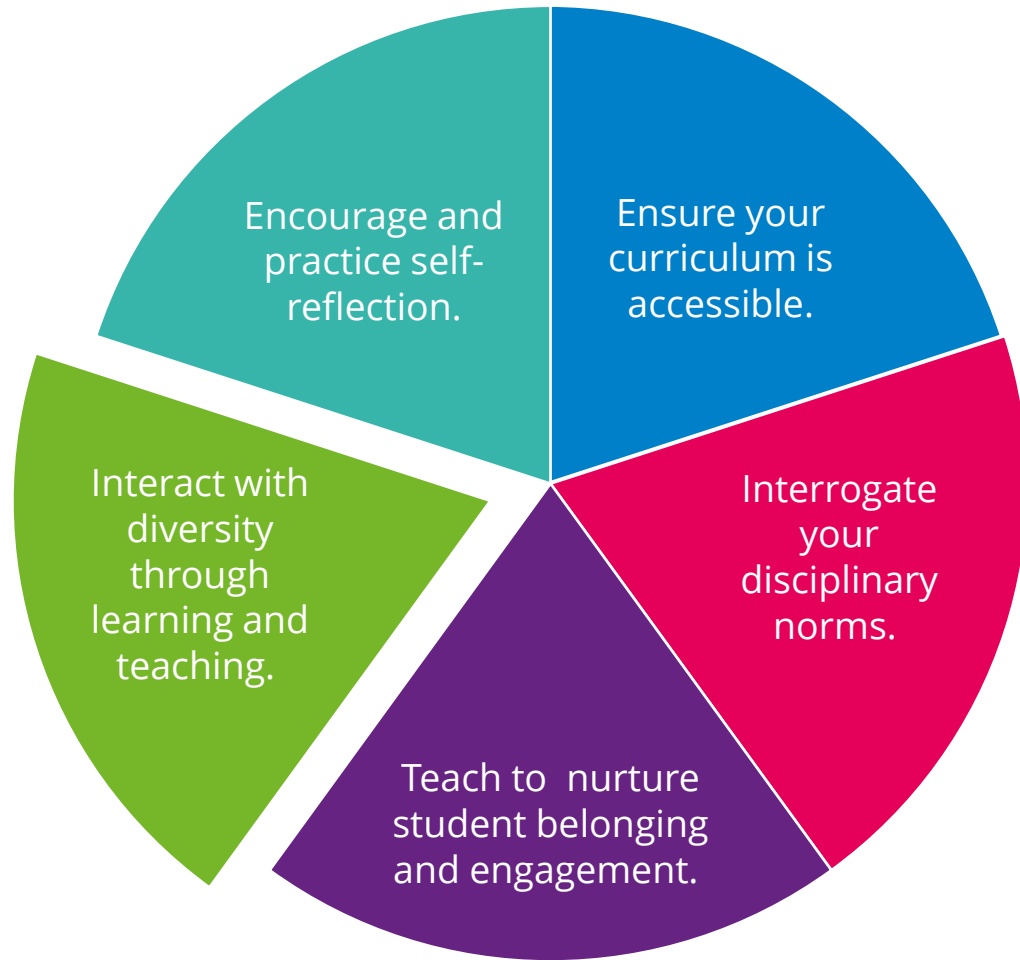 Encourage and
practice self-
reflection.
Ensure your
curriculum is
accessible.
Interact with
diversity
through
learning and
teaching.
Interrogate
your
disciplinary
norms.
Teach to  nurture
student belonging
and engagement.